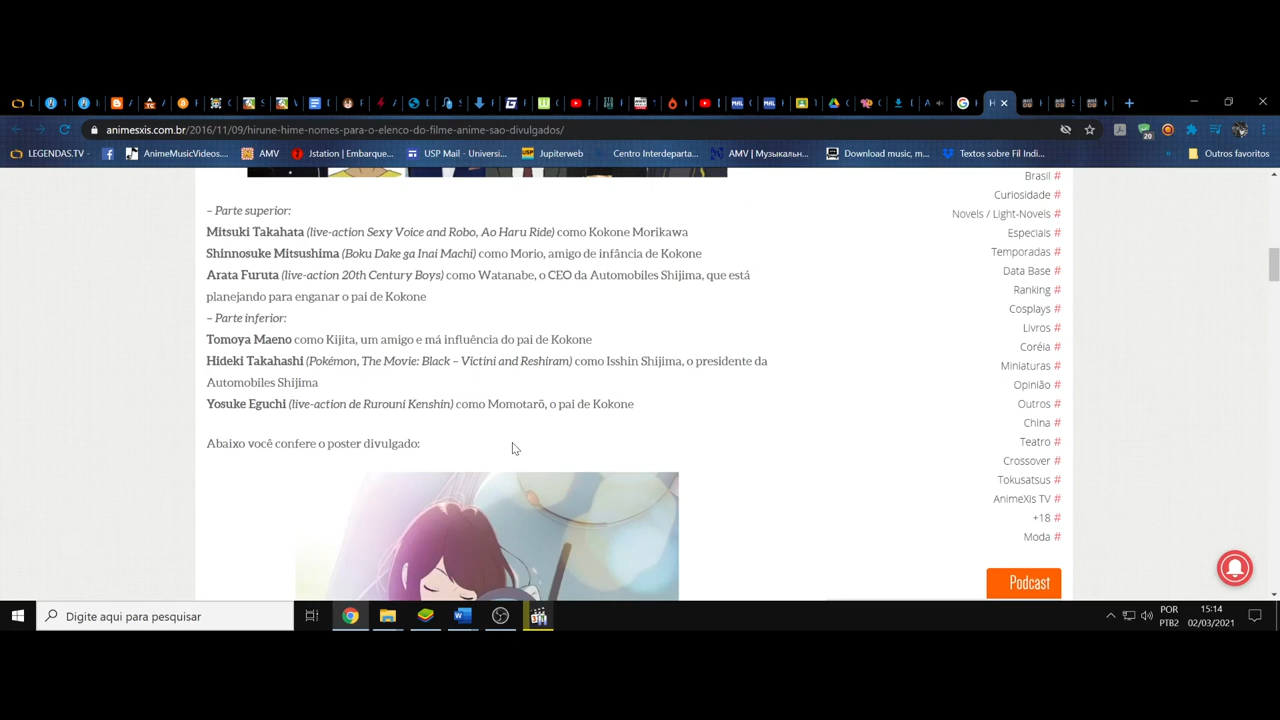 animesxis.com.br/2016/11/09/hirune-hime-nomes-para-o-elenco-do-filme-anime-sao-divulgados/
20
LEGENDAS.TV -
AnimeMusicVideos...
AMV
Jstation | Embarque...
USP Mail - Universi...
Jupiterweb
Centro Interdeparta...
AMV | Музыкальн...
Download music, m...
Textos sobre Fil Indi...
Outros favoritos
– Parte superior:
Mitsuki Takahata (live-action Sexy Voice and Robo, Ao Haru Ride) como Kokone Morikawa
Shinnosuke Mitsushima (Boku Dake ga Inai Machi) como Morio, amigo de infância de Kokone
Arata Furuta (live-action 20th Century Boys) como Watanabe, o CEO da Automobiles Shijima, que está
planejando para enganar o pai de Kokone
– Parte inferior:
Tomoya Maeno como Kijita, um amigo e má influência do pai de Kokone
Hideki Takahashi (Pokémon, The Movie: Black – Victini and Reshiram) como Isshin Shijima, o presidente da
Automobiles Shijima
Yosuke Eguchi (live-action de Rurouni Kenshin) como Momotarō, o pai de Kokone
Abaixo você confere o poster divulgado:
Brasil #
Curiosidade #
Novels / Light-Novels #
Especiais #
Temporadas #
Data Base #
Ranking #
Cosplays #
Livros #
Coréia #
Miniaturas #
Opinião #
Outros #
China #
Teatro #
Crossover #
Tokusatsus #
AnimeXis TV #
+18 #
Moda #
Podcast
Digite aqui para pesquisar
POR
PTB2
15:14
02/03/2021